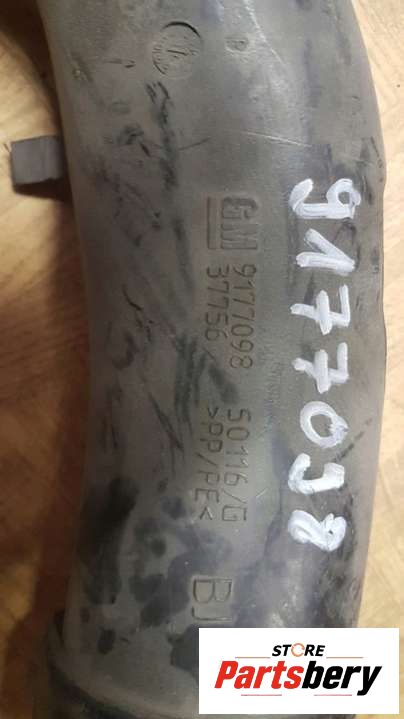 GM 9177098 50116/G
37756 >PP/PE<
BJ
9177098
STORE
Partsbery